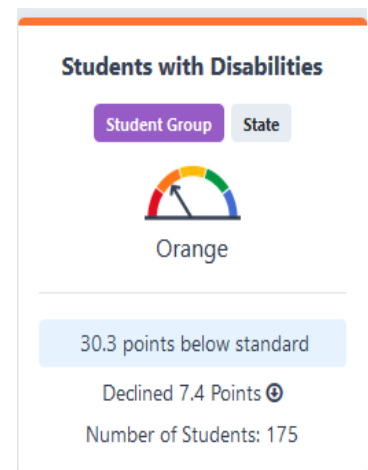 Students with Disabilities
Student Group State
Orange
30.3 points below standard
Declined 7.4 Points
Number of Students: 175